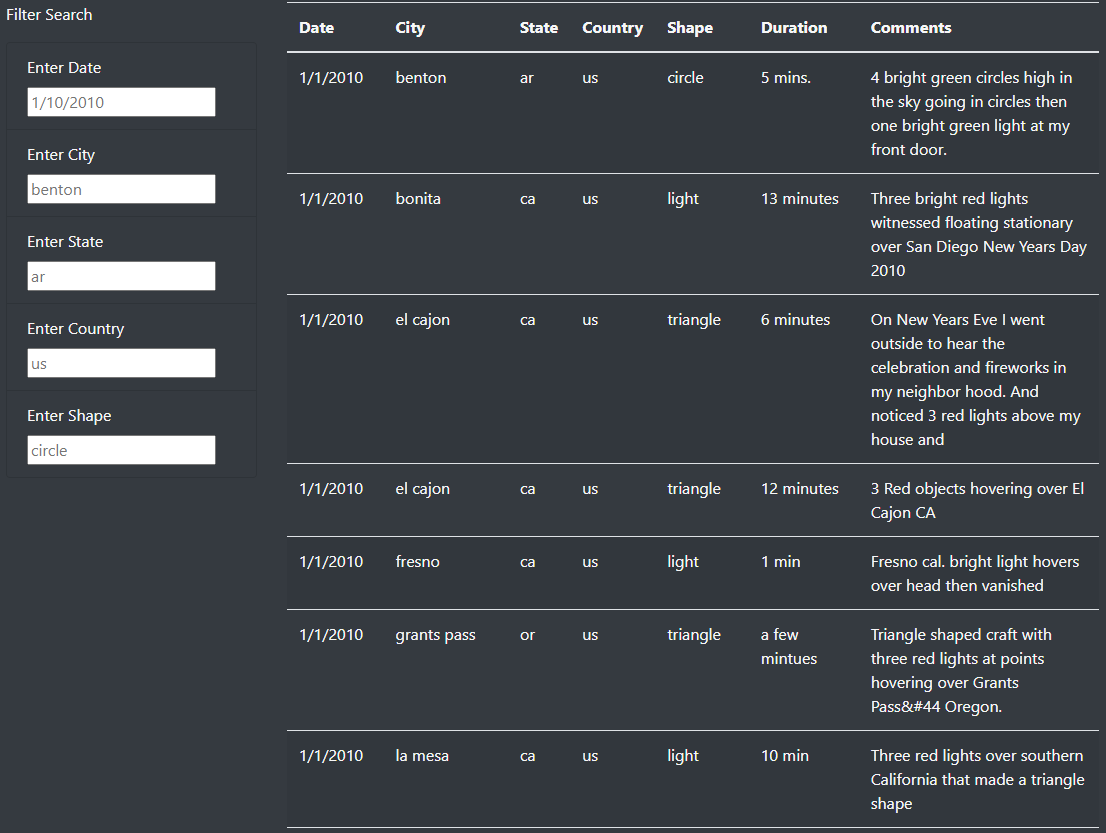 Filter Search
Enter Date
1/10/2010
Enter City
benton
Enter State
ar
Enter Country
us
Enter Shape
circle
Date City State Country Shape Duration Comments
1/1/2010 benton ar us circle 5 mins. 4 bright green circles high in
the sky going in circles then
one bright green light at my
front door.
1/1/2010 bonita ca us light 13 minutes Three bright red lights
witnessed floating stationary
over San Diego New Years Day
2010
1/1/2010 el cajon ca us triangle 6 minutes On New Years Eve I went
outside to hear the
celebration and fireworks in
my neighbor hood. And
noticed 3 red lights above my
house and
1/1/2010 el cajon ca us triangle 12 minutes 3 Red objects hovering over El
Cajon CA
1/1/2010 fresno ca us light 1 min Fresno cal. bright light hovers
over head then vanished
1/1/2010 grants pass or us triangle a few Triangle shaped craft with
mintues three red lights at points
hovering over Grants
Pass&#44 Oregon.
1/1/2010 la mesa ca us light 10 min Three red lights over southern
California that made a triangle
shape